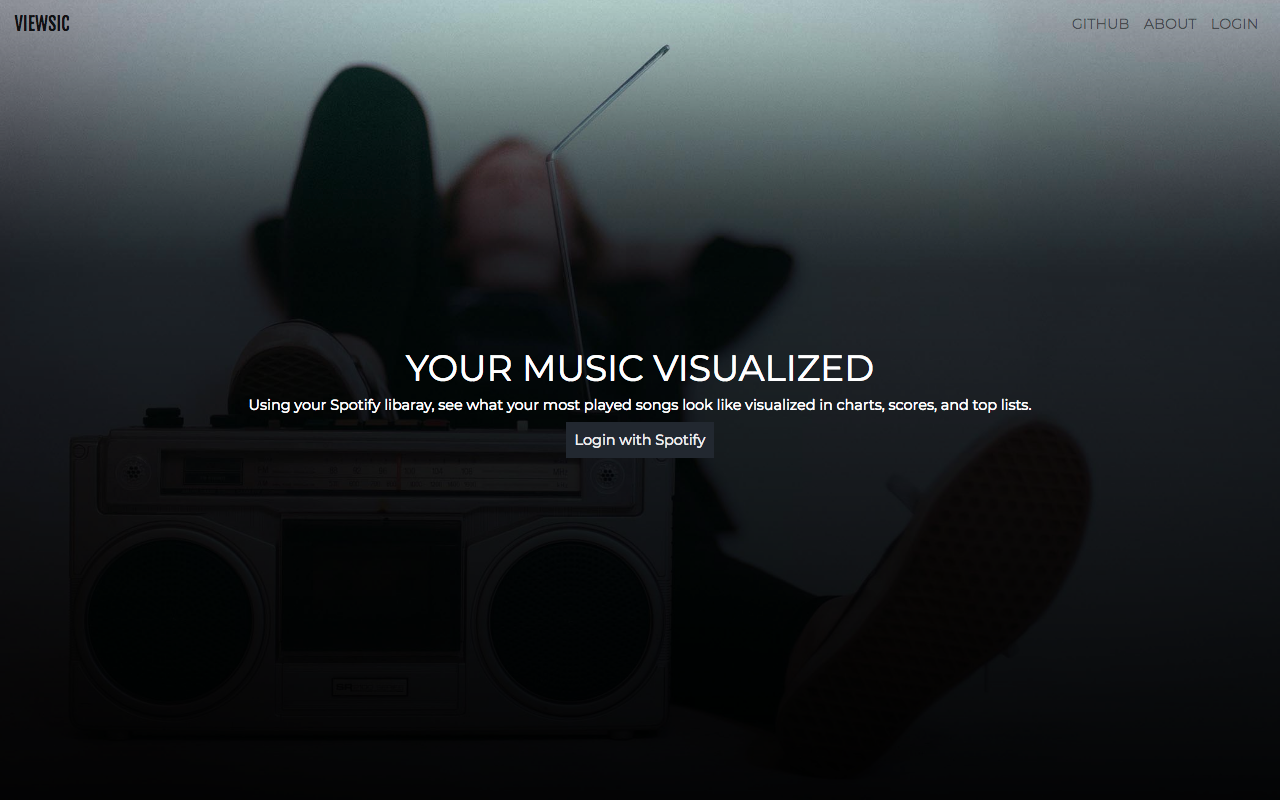 VIEWSIC
GITHUB ABOUT LOGIN
YOUR MUSIC VISUALIZED
Using your Spotify libaray, see what your most played songs look like visualized in charts, scores, and top lists.
Login with Spotify